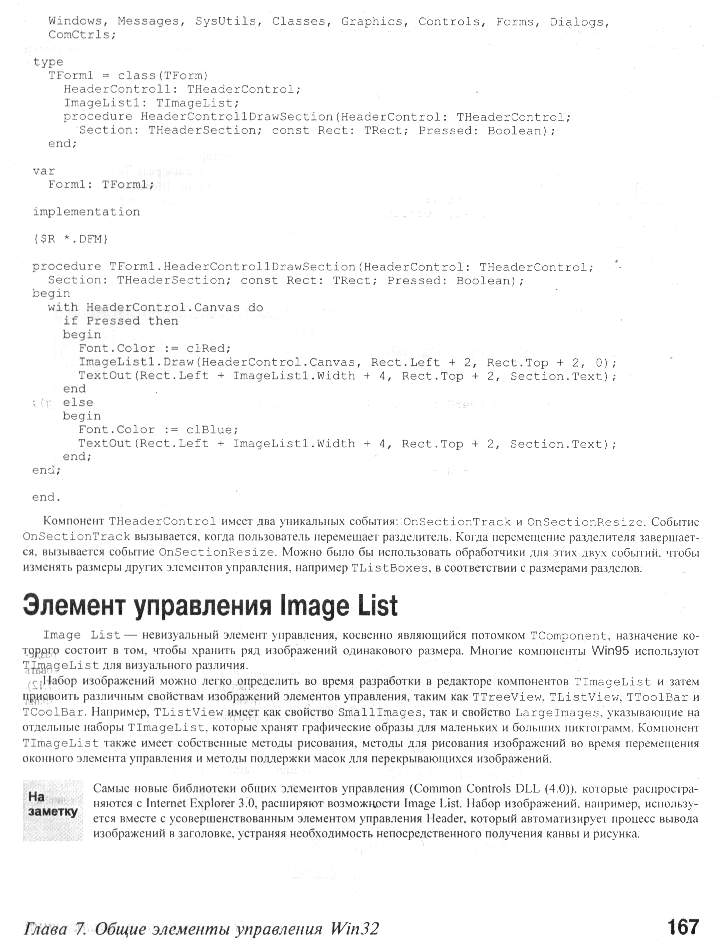 Windows, Messages, SysUtils, Classes, Graphics, Controls, Forms, Dialogs,
ComCtrls;
type
TForm1 = class(TForm)
HeaderControl1: THeaderControl;
ImageList1: TImageList;
procedure HeaderControl1DrawSection(HeaderControl: THeaderControl;
Section: THeaderSection; const Rect: TRect; Pressed: Boolean);
end;
var
Form1: TForm1;
implementation
{$R *.DFM}
procedure TForm1.HeaderControl1DrawSection(HeaderControl: THeaderControl;
Section: THeaderSection; const Rect: TRect; Pressed: Boolean);
begin
with HeaderControl.Canvas do
if Pressed then
begin
Font.Color := clRed;
ImageList1.Draw(HeaderControl.Canvas, Rect.Left + 2, Rect.Top + 2, 0);
TextOut(Rect.Left + ImageList1.Width + 4, Rect.Top + 2, Section.Text);
end
else
begin
Font.Color := clBlue;
TextOut(Rect.Left + ImageList1.Width + 4, Rect.Top + 2, Section.Text);
end;
end;
end.
Компонент THeaderControl имеет два уникальных события: OnSectionTrack и OnSectionResize. Событие
OnSectionTrack вызывается, когда пользователь перемещает разделитель. Когда перемещение разделителя завершает-
ся, вызывается событие OnSectionResize. Можно было бы использовать обработчики для этих двух событий, чтобы
изменять размеры других элементов управления, например TListBoxes, в соответствии с размерами разделов.
Элемент управления Image List
Image List — невизуальный элемент управления, косвенно являющийся потомком TComponent, назначение ко-
торого состоит в том, чтобы хранить ряд изображений одинакового размера. Многие компоненты Win95 используют
TImageList для визуального различия.
Набор изображений можно легко определить во время разработки в редакторе компонентов TImageList и затем
присвоить различным свойствам изображений элементов управления, таким как TTreeView, TListView, TToolBar и
TCoolBar. Например, TListView имеет как свойство SmallImages, так и свойство LargeImages, указывающие на
отдельные наборы TImageList, которые хранят графические образы для маленьких и больших пиктограмм. Компонент
TImageList также имеет собственные методы рисования, методы для рисования изображений во время перемещения
оконного элемента управления и методы поддержки масок для перекрывающихся изображений.
На
заметку
Самые новые библиотеки общих элементов управления (Common Controls DLL (4.0)), которые распростра-
няются с Internet Explorer 3.0, расширяют возможности Image List. Набор изображений, например, использу-
ется вместе с усовершенствованным элементом управления Header, который автоматизирует процесс вывода
изображений в заголовке, устраняя необходимость непосредственного получения канвы и рисунка.
Глава 7. Общие элементы управления Win32
167